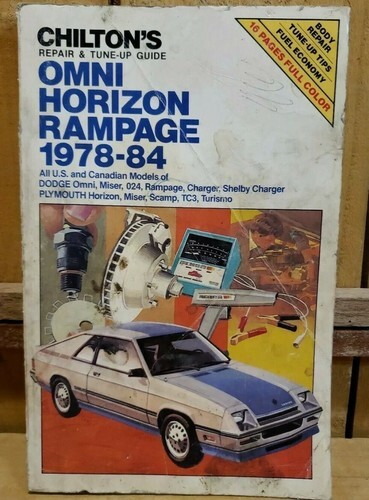 CHILTON'S
REPAIR & TUNE-UP GUIDE
OMNI
HORIZON
RAMPAGE
1978-84
All U.S. and Canadian Models of
DODGE Omni, Miser, 024, Rampage, Charger, Shelby Charger
PLYMOUTH Horizon, Miser, Scamp, TC3, Turismo
BODY
REPAIR
TUNE-UP TIPS
FUEL ECONOMY
16 PAGES FULL COLOR